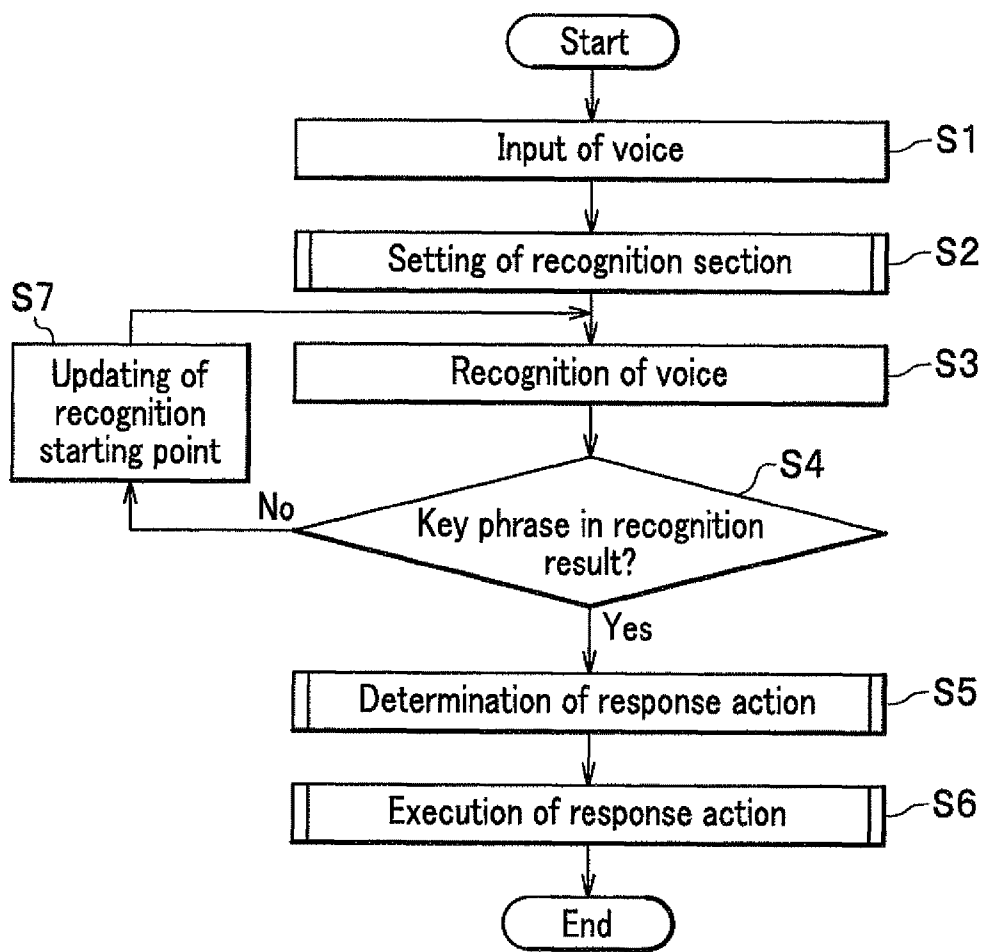 Start
Input of voice
S1
Setting of recognition section
S2
S7
Updating of
recognition
starting point
Recognition of voice
S3
S4
No
Key phrase in recognition
result?
Yes
Determination of response action
S5
Execution of response action
S6
End